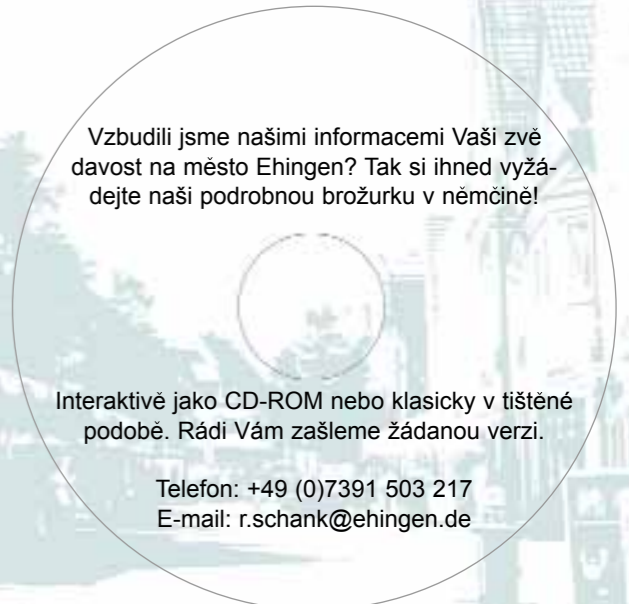 Vzbudili jsme našimi informacemi Vaši zvě
davost na město Ehingen? Tak si ihned vyžá-
dejte naši podrobnou brožurku v němčině!
Interaktivě jako CD-ROM nebo klasicky v tištěné
podobě. Rádi Vám zašleme žádanou verzi.
Telefon: +49 (0)7391 503 217
E-mail: r.schank@ehingen.de